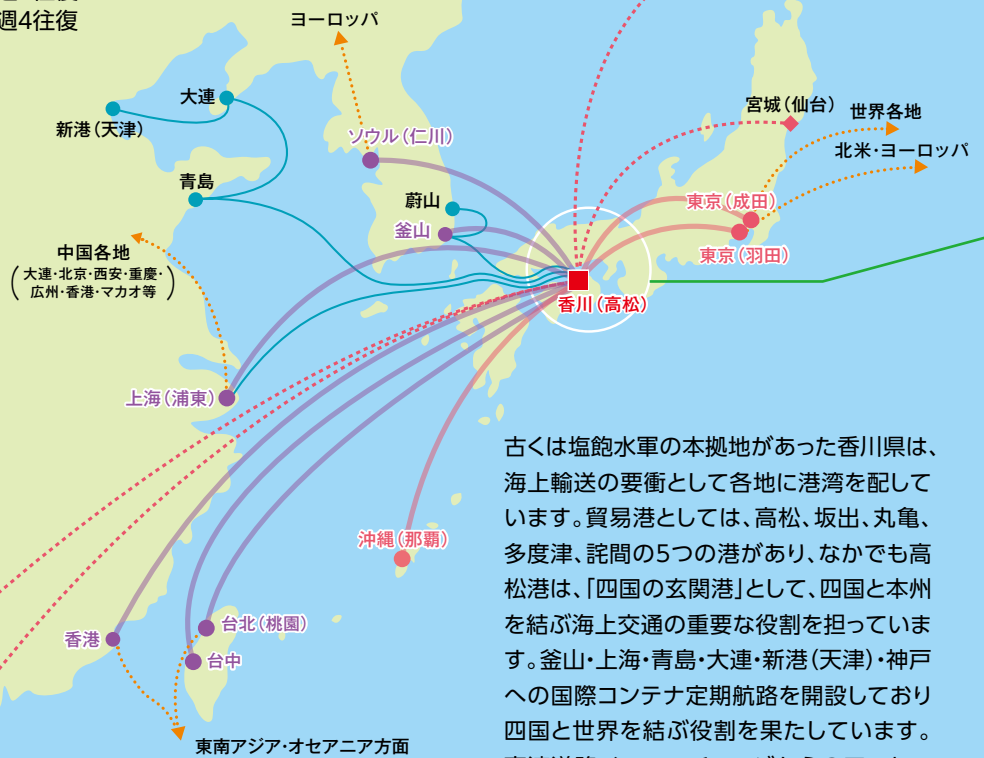 週4往復
ヨーロッパ
大連
新港（天津）
宮城（仙台）
世界各地
北米・ヨーロッパ
ソウル（仁川）
青島
蔚山
釜山
東京（成田）
東京（羽田）
中国各地
（大連・北京・西安・重慶・
広州・香港・マカオ等）
香川（高松）
上海（浦東）
沖縄（那覇）
香港
台北（桃園）
台中
東南アジア・オセアニア方面
古くは塩飽水軍の本拠地があった香川県は、
海上輸送の要衝として各地に港湾を配して
います。貿易港としては、高松、坂出、丸亀、
多度津、詫間の5つの港があり、なかでも高
松港は、「四国の玄関港」として、四国と本州
を結ぶ海上交通の重要な役割を担っていま
す。釜山・上海・青島・大連・新港（天津）・神戸
への国際コンテナ定期航路を開設しており
四国と世界を結ぶ役割を果たしています。